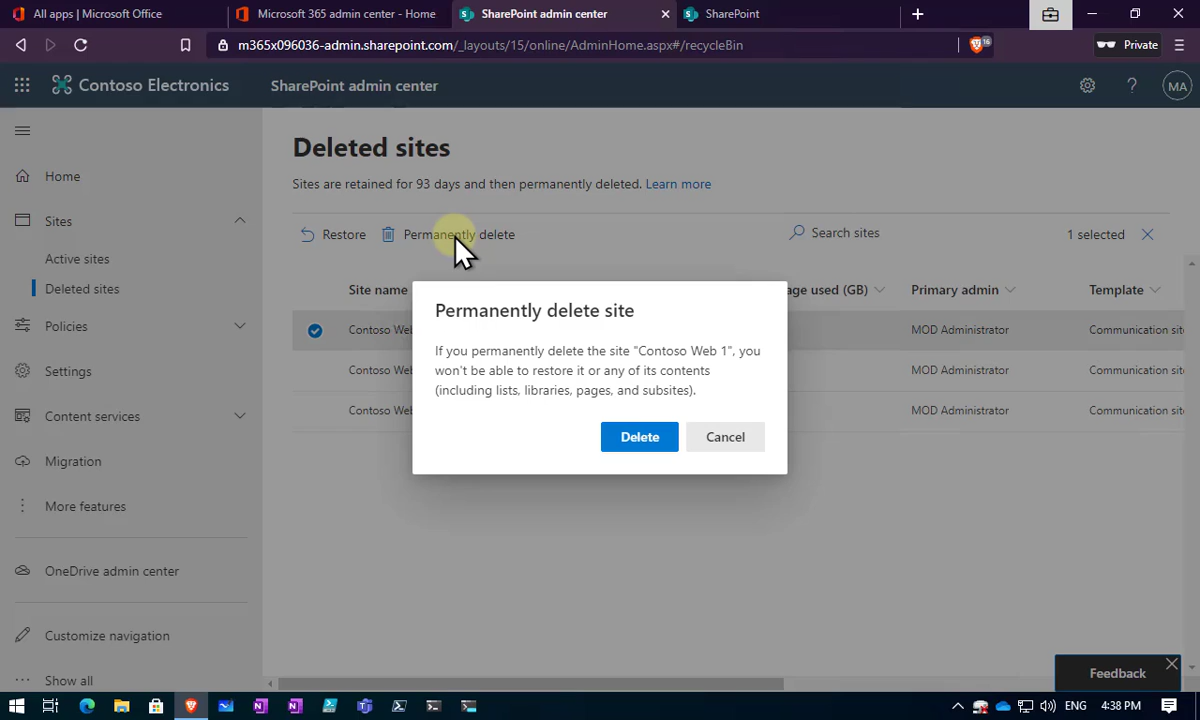 All apps | Microsoft Office
Microsoft 365 admin center - Home
SharePoint admin center
SharePoint
m365x096036-admin.sharepoint.com/_layouts/15/online/AdminHome.aspx#/recycleBin
16
Private
Contoso Electronics
SharePoint admin center
MA
Home
Sites
Active sites
Deleted sites
Policies
Settings
Content services
Migration
More features
OneDrive admin center
Customize navigation
Show all
Deleted sites
Sites are retained for 93 days and then permanently deleted. Learn more
Restore
Permanently delete
Search sites
1 selected
Site name
age used (GB)
Primary admin
Template
Contoso We
MOD Administrator
Communication sit
Contoso We
MOD Administrator
Communication sit
Contoso We
MOD Administrator
Communication sit
Permanently delete site
If you permanently delete the site "Contoso Web 1", you
won't be able to restore it or any of its contents
(including lists, libraries, pages, and subsites).
Delete
Cancel
Feedback
ENG
4:38 PM